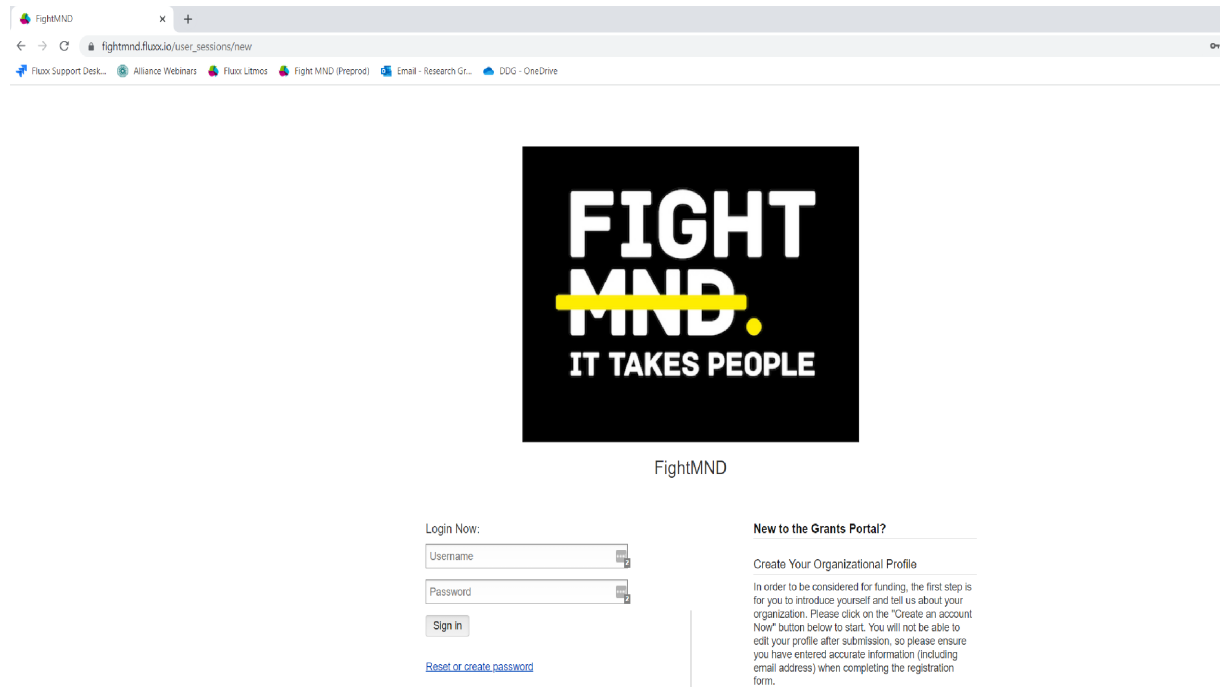 FightMND
fightmnd.fluxx.io/user_sessions/new
Fluxx Support Desk... Alliance Webinars Fluxx Litmos Fight MND (Preprod) Email - Research Gr... DDG - OneDrive
FIGHT
MND.
IT TAKES PEOPLE
FightMND
Login Now:
Username
2
Password
2
Sign in
Reset or create password
New to the Grants Portal?
Create Your Organizational Profile
In order to be considered for funding, the first step is
for you to introduce yourself and tell us about your
organization. Please click on the "Create an account
Now" button below to start. You will not be able to
edit your profile after submission, so please ensure
you have entered accurate information (including
email address) when completing the registration
form.